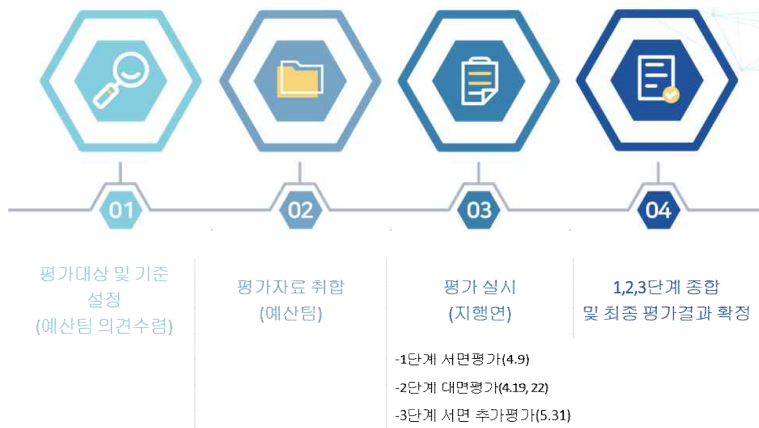 01
02
03
04
평가대상 및 기준
설정
(예산팀 의견수렴)
평가자료 취합
(예산팀)
평가 실시
(지행연)
-1단계 서면평가(4.9)
-2단계 대면평가(4.19, 22)
-3단계 서면 추가평가(5.31)
1,2,3단계 종합
및 최종 평가결과 확정